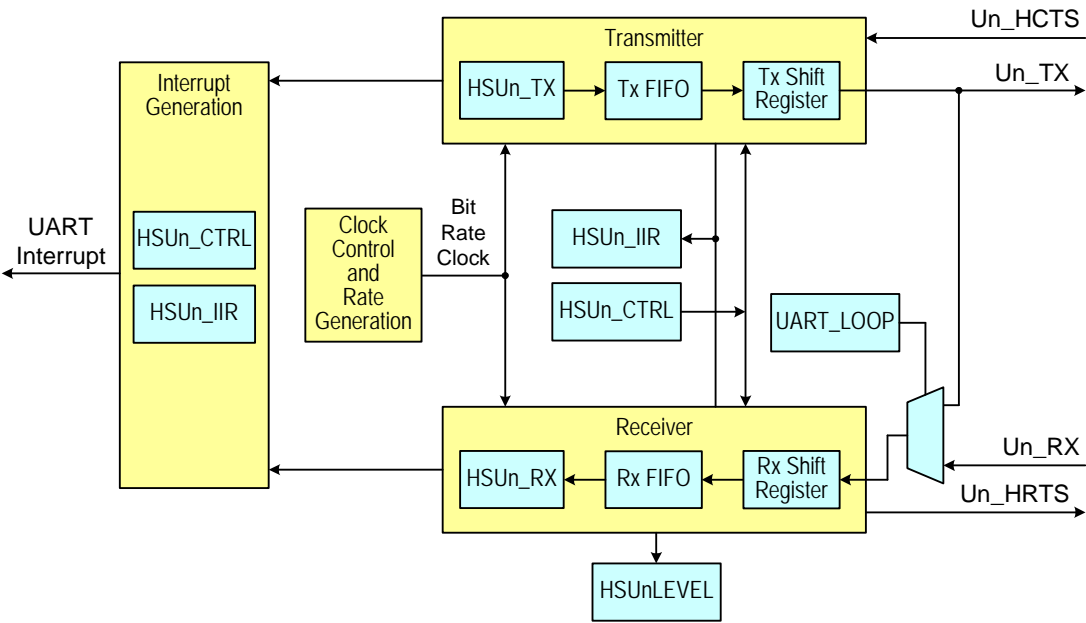 Un_HCTS
Transmitter
Un_TX
HSUn_TX
Tx FIFO
Tx Shift
Register
Interrupt
Generation
HSUn_CTRL
HSUn_IIR
UART
Interrupt
Clock
Control
and
Rate
Generation
Bit
Rate
Clock
HSUn_IIR
HSUn_CTRL
UART_LOOP
Receiver
HSUn_RX
Rx FIFO
Rx Shift
Register
Un_RX
Un_HRTS
HSUnLEVEL